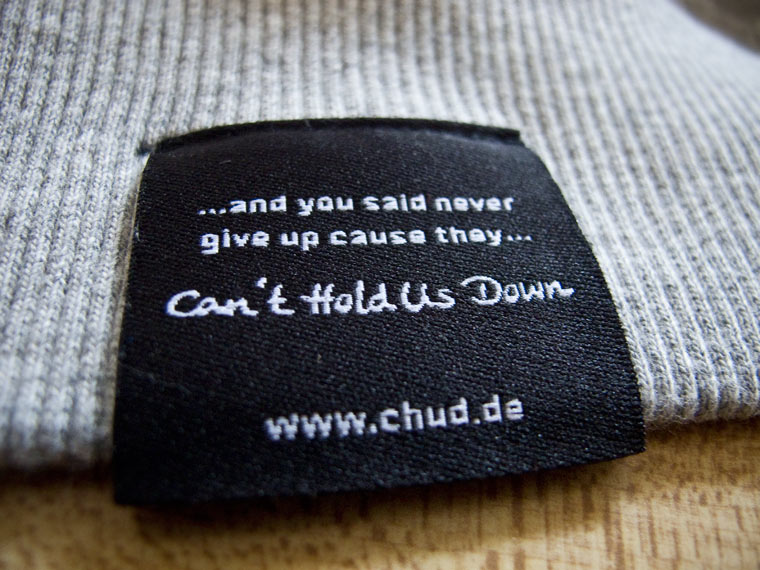 ...and you said never
give up cause they...
Can't Hold Us Down
www.chud.de